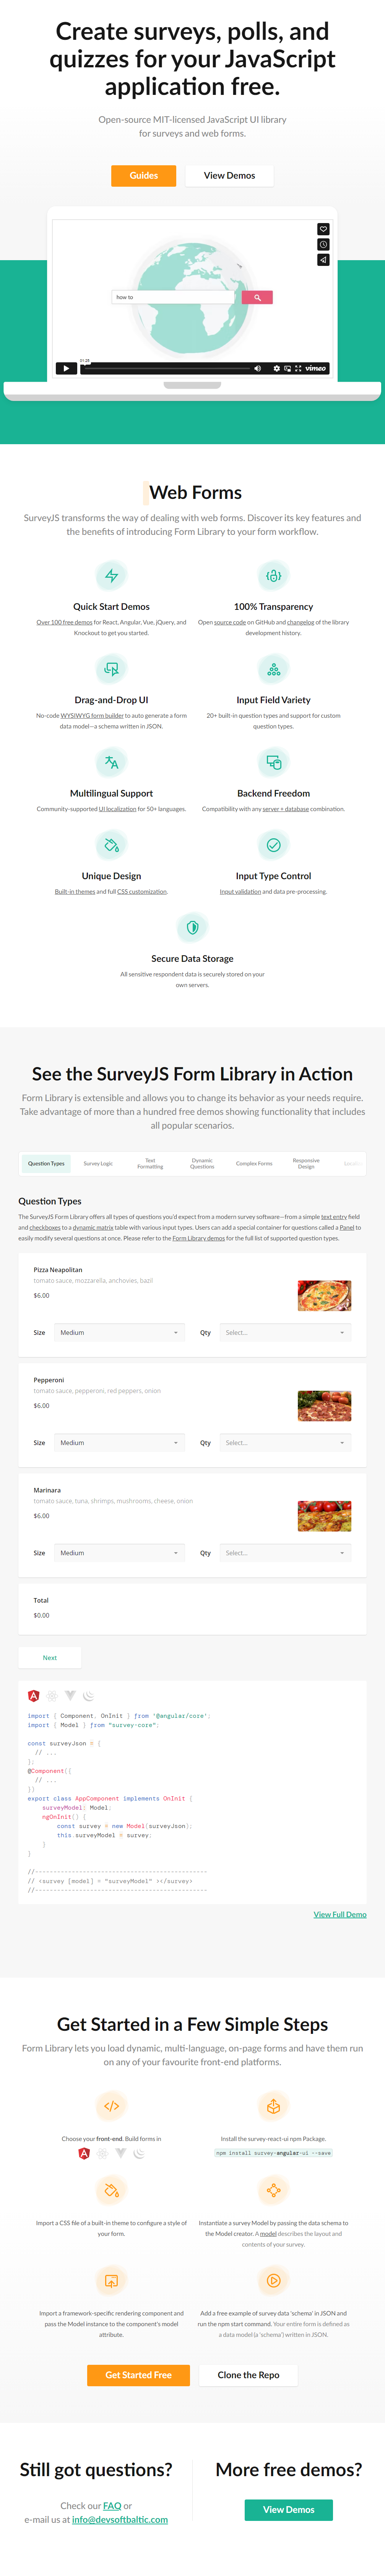 Create surveys, polls, and
quizzes for your JavaScript
application free.
Open-source MIT-licensed JavaScript UI library
for surveys and web forms.
Guides
View Demos
how to
01:25
vimeo
Web Forms
SurveyJS transforms the way of dealing with web forms. Discover its key features and
the benefits of introducing Form Library to your form workflow.
Quick Start Demos
Over 100 free demos for React, Angular, Vue, jQuery, and
Knockout to get you started.
100% Transparency
Open source code on GitHub and changelog of the library
development history.
Drag-and-Drop UI
No-code WYSIWYG form builder to auto generate a form
data model—a schema written in JSON.
Input Field Variety
20+ built-in question types and support for custom
question types.
Multilingual Support
Community-supported UI localization for 50+ languages.
Backend Freedom
Compatibility with any server + database combination.
Unique Design
Built-in themes and full CSS customization.
Input Type Control
Input validation and data pre-processing.
Secure Data Storage
All sensitive respondent data is securely stored on your
own servers.
See the SurveyJS Form Library in Action
Form Library is extensible and allows you to change its behavior as your needs require.
Take advantage of more than a hundred free demos showing functionality that includes
all popular scenarios.
Question Types
Survey Logic
Text
Formatting
Dynamic
Questions
Complex Forms
Responsive
Design
Question Types
The SurveyJS Form Library offers all types of questions you'd expect from a modern survey software—from a simple text entry field
and checkboxes to a dynamic matrix table with various input types. Users can add a special container for questions called a Panel to
easily modify several questions at once. Please refer to the Form Library demos for the full list of supported question types.
Pizza Neapolitan
tomato sauce, mozzarella, anchovies, bazil
$6.00
Size Medium Qty Select...
Pepperoni
tomato sauce, pepperoni, red peppers, onion
$6.00
Size Medium Qty Select...
Marinara
tomato sauce, tuna, shrimps, mushrooms, cheese, onion
$6.00
Size Medium Qty Select...
Total
$0.00
Next
import { Component, OnInit } from '@angular/core';
import { Model } from "survey-core";
const surveyJson = {
// ...
};
@Component({
// ...
})
export class AppComponent implements OnInit {
surveyModel: Model;
ngOnInit() {
const survey = new Model(surveyJson);
this.surveyModel = survey;
}
}
//-----------------------------------------------
// <survey [model] = "surveyModel" ></survey>
//-----------------------------------------------
View Full Demo
Get Started in a Few Simple Steps
Form Library lets you load dynamic, multi-language, on-page forms and have them run
on any of your favourite front-end platforms.
Choose your front-end. Build forms in
Install the survey-react-ui npm Package.
npm install survey-angular-ui --save
Import a CSS file of a built-in theme to configure a style of
your form.
Instantiate a survey Model by passing the data schema to
the Model creator. A model describes the layout and
contents of your survey.
Import a framework-specific rendering component and
pass the Model instance to the component's model
attribute.
Add a free example of survey data 'schema' in JSON and
run the npm start command. Your entire form is defined as
a data model (a 'schema') written in JSON.
Get Started Free
Clone the Repo
Still got questions?
Check our FAQ or
e-mail us at info@devsoftbaltic.com
More free demos?
View Demos